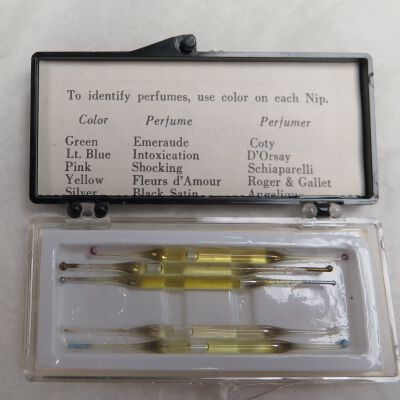 To identify perfumes, use color on each Nip.
Color Perfume Perfumer
Green Emeraude Coty
Lt. Blue Intoxication D'Orsay
Pink Shocking Schiaparelli
Yellow Fleurs d'Amour Roger & Gallet
Silver Black Satin Angelique